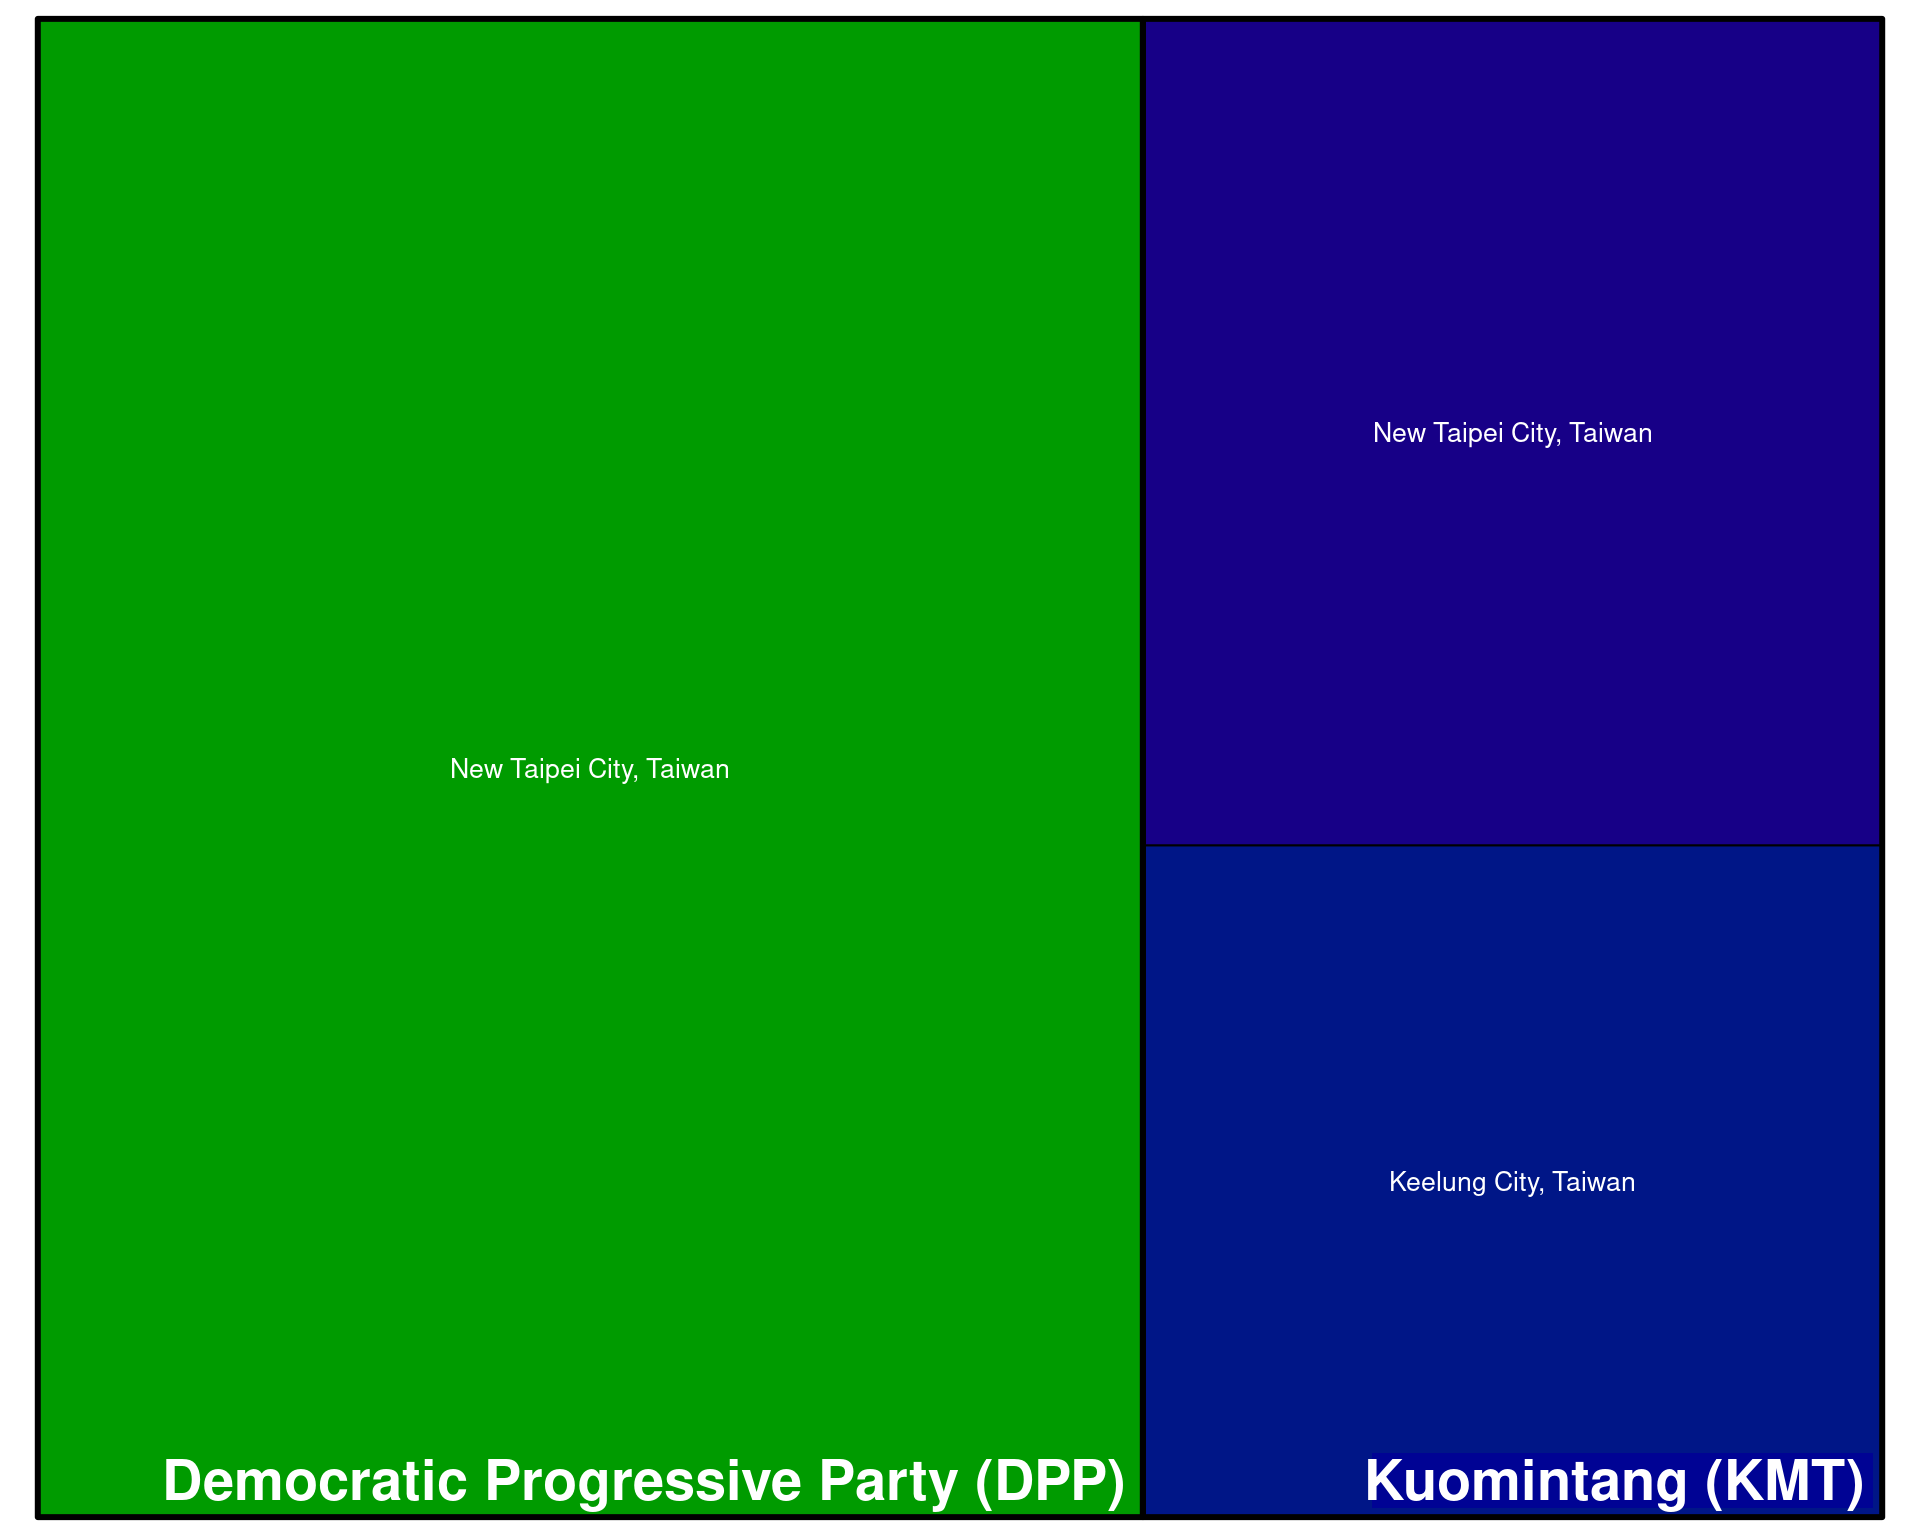 New Taipei City, Taiwan
Democratic Progressive Party (DPP)
New Taipei City, Taiwan
Keelung City, Taiwan
Kuomintang (KMT)